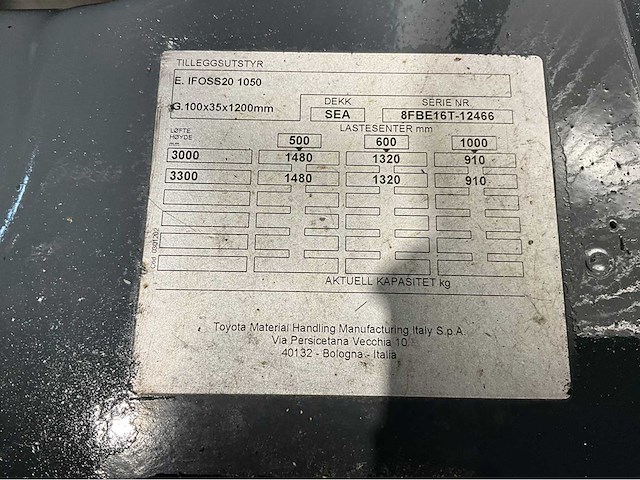 TILLEGGSUTSTYR
E. IFOSS20 1050
G.100x35x1200mm
DEKK SERIE NR.
SEA 8FBE16T-12466
LØFTE HØYDE mm
LASTESENTER mm
500 600 1000
3000 1480 1320 910
3300 1480 1320 910
AKTUELL KAPASITET kg
Toyota Material Handling Manufacturing Italy S.p.A
Via Persicetana Vecchia 10
40132 - Bologna - Italia